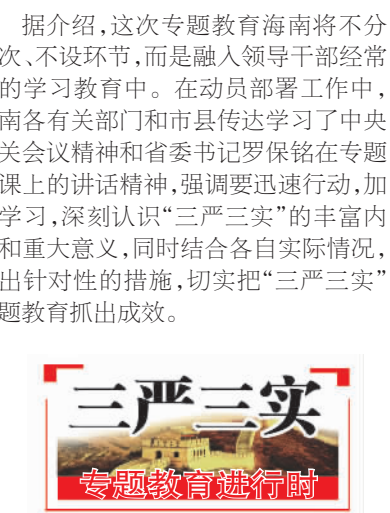 据介绍，这次专题教育海南将不分
次、不设环节，而是融入领导干部经常
的学习教育中。在动员部署工作中，
南各有关部门和市县传达学习了中央
关会议精神和省委书记罗保铭在专题
课上的讲话精神，强调要迅速行动，加
学习，深刻认识“三严三实”的丰富内
和重大意义，同时结合各自实际情况，
出针对性的措施，切实把“三严三实”
题教育抓出成效。
三严三实
专题教育进行时